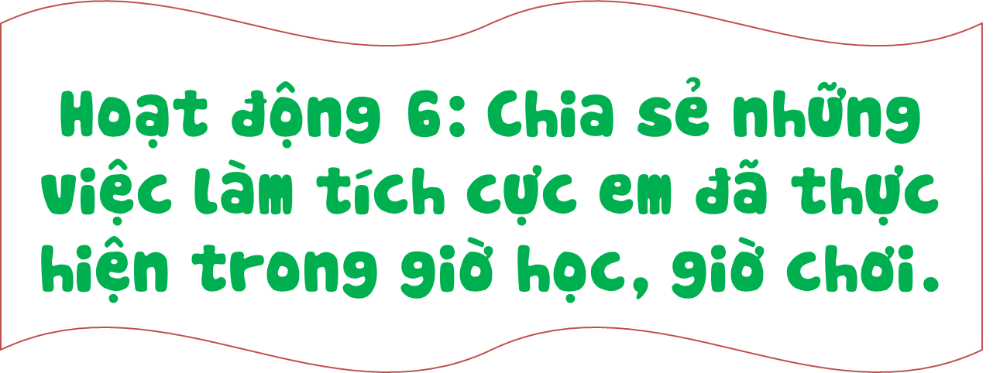 Hoạt động 6: Chia sẻ những
việc làm tích cực em đã thực
hiện trong giờ học, giờ chơi.